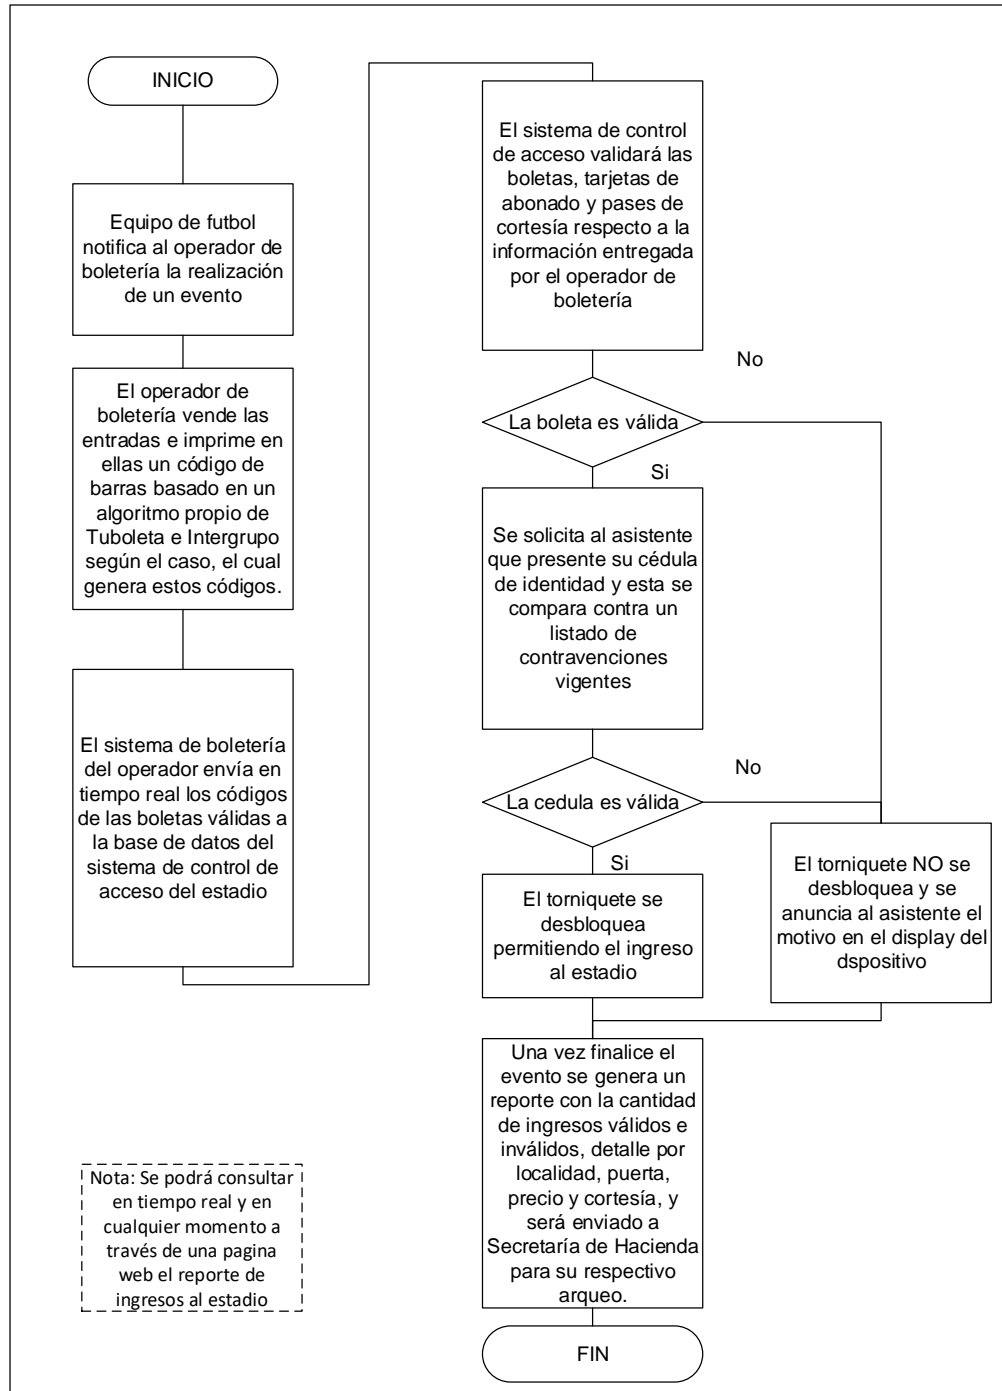 INICIO
Equipo de futbol
notifica al operador de
boletería la realización
de un evento
El operador de
boletería vende las
entradas e imprime en
ellas un código de
barras basado en un
algoritmo propio de
Tuboleta e Intergrupo
según el caso, el cual
genera estos códigos.
El sistema de boletería
del operador envía en
tiempo real los códigos
de las boletas válidas a
la base de datos del
sistema de control de
acceso del estadio
El sistema de control
de acceso validará las
boletas, tarjetas de
abonado y pases de
cortesía respecto a la
información entregada
por el operador de
boletería
No
La boleta es válida
Si
Se solicita al asistente
que presente su cédula
de identidad y esta se
compara contra un
listado de
contravenciones
vigentes
No
La cedula es válida
Si
El torniquete se
desbloquea
permitiendo el ingreso
al estadio
El torniquete NO se
desbloquea y se
anuncia al asistente el
motivo en el display del
dspositivo
Una vez finalice el
evento se genera un
reporte con la cantidad
de ingresos válidos e
inválidos, detalle por
localidad, puerta,
precio y cortesía, y
será enviado a
Secretaría de Hacienda
para su respectivo
arqueo.
FIN
Nota: Se podrá consultar
en tiempo real y en
cualquier momento a
través de una pagina
web el reporte de
ingresos al estadio